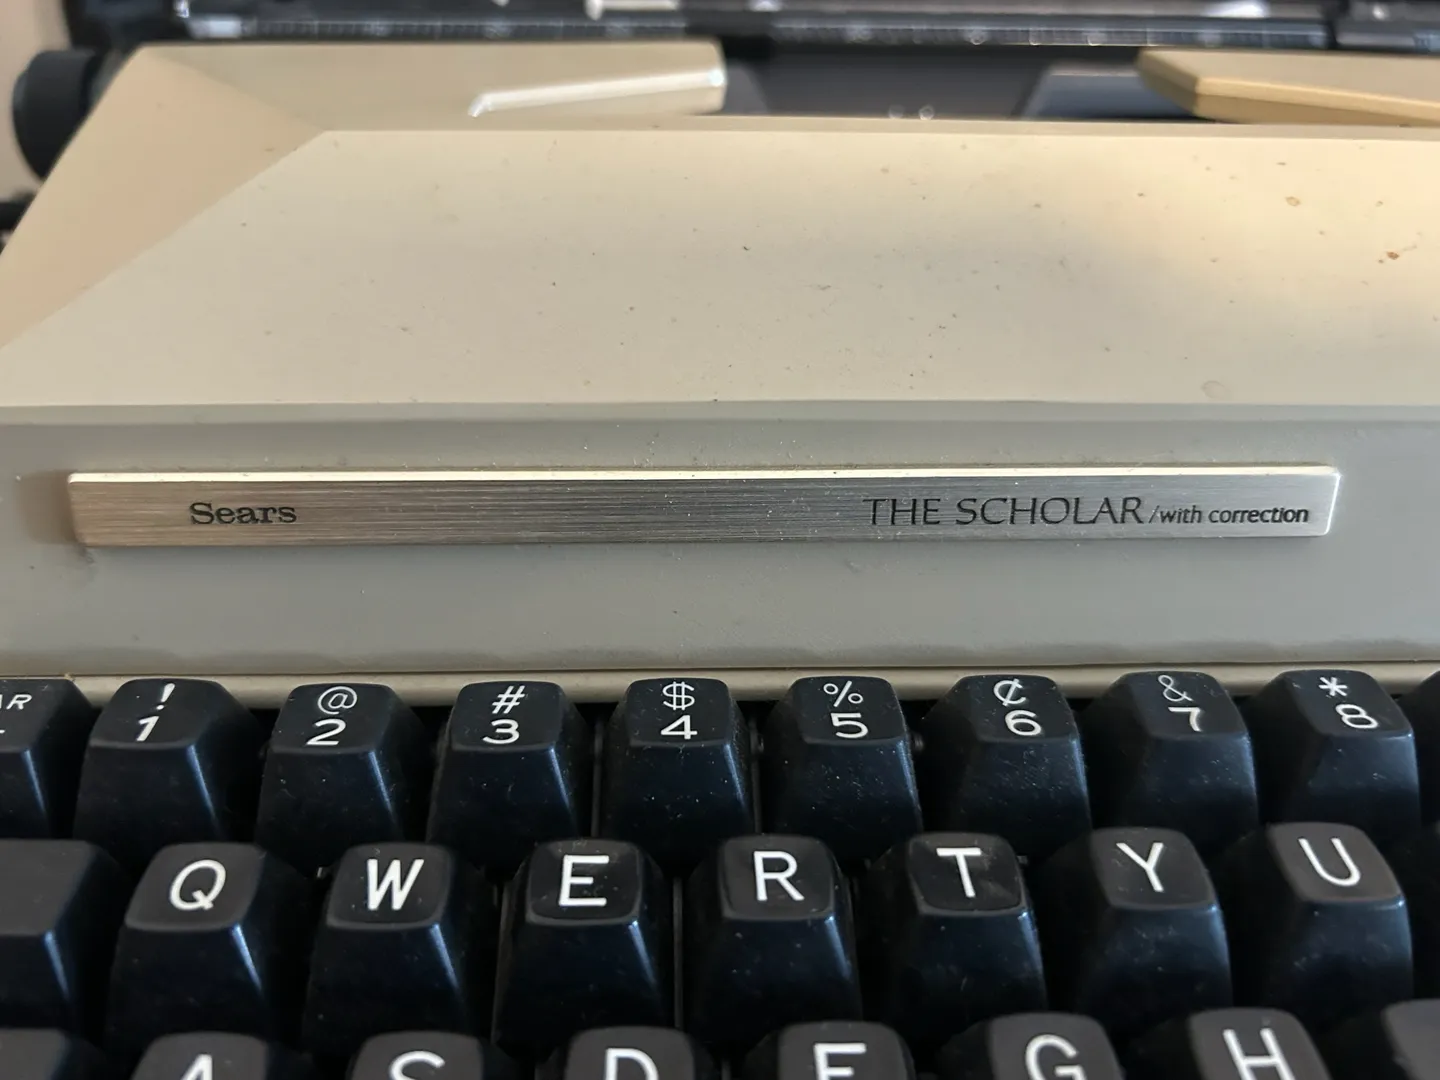 Sears THE SCHOLAR/with correction
! @ # $ % ¢ & *
1 2 3 4 5 6 7 8
Q W E R T Y U
A S D F G H